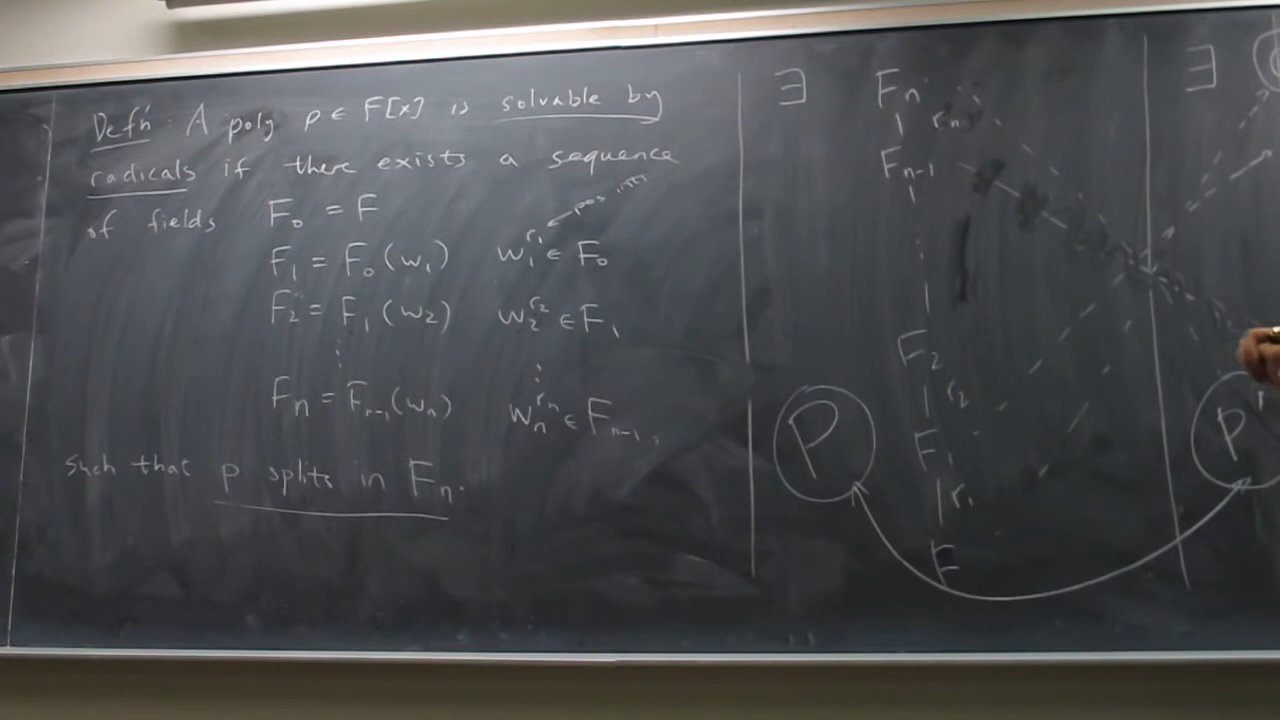 Def'n: A poly p ∈ F[x] is solvable by
radicals if there exists a sequence
of fields F₀ = F
F₁ = F₀(w₁) w₁^r₁ ∈ F₀
F₂ = F₁(w₂) w₂^r₂ ∈ F₁
⋮ ⋮
Fₙ = Fₙ₋₁(wₙ) wₙ^rₙ ∈ Fₙ₋₁,
such that p splits in Fₙ.
∃ Fₙ
Fₙ₋₁
F₂
r₂
P F₁
r₁
F
∃
P